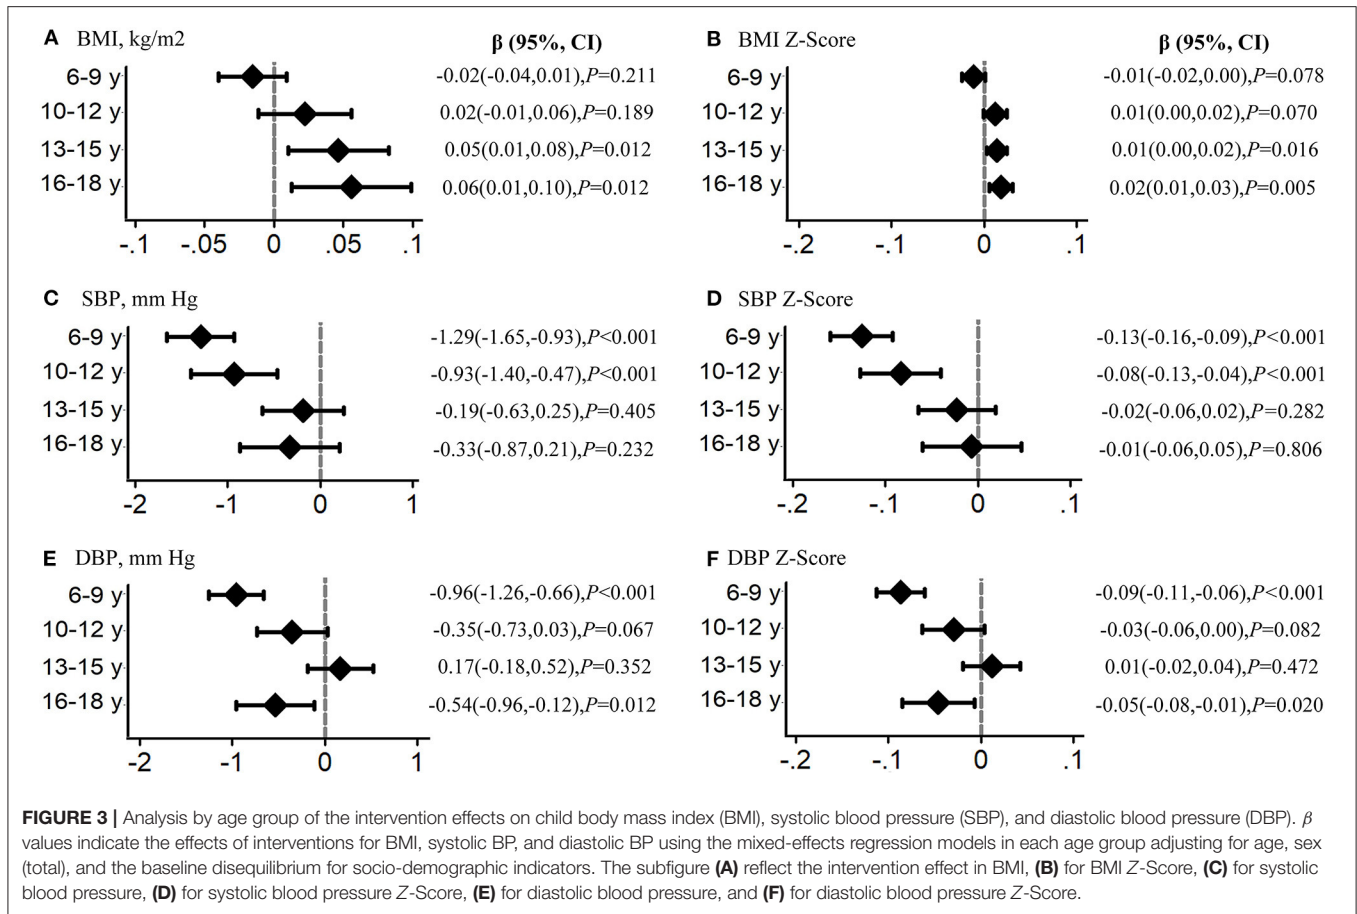 A BMI, kg/m2
β (95%, CI)
6-9 y -0.02(-0.04,0.01),P=0.211
10-12 y 0.02(-0.01,0.06),P=0.189
13-15 y 0.05(0.01,0.08),P=0.012
16-18 y 0.06(0.01,0.10),P=0.012
-.1 -.05 0 .05 .1
B BMI Z-Score
β (95%, CI)
6-9 y -0.01(-0.02,0.00),P=0.078
10-12 y 0.01(0.00,0.02),P=0.070
13-15 y 0.01(0.00,0.02),P=0.016
16-18 y 0.02(0.01,0.03),P=0.005
-.2 -.1 0 .1
C SBP, mm Hg
6-9 y -1.29(-1.65,-0.93),P<0.001
10-12 y -0.93(-1.40,-0.47),P<0.001
13-15 y -0.19(-0.63,0.25),P=0.405
16-18 y -0.33(-0.87,0.21),P=0.232
-2 -1 0 1
D SBP Z-Score
6-9 y -0.13(-0.16,-0.09),P<0.001
10-12 y -0.08(-0.13,-0.04),P<0.001
13-15 y -0.02(-0.06,0.02),P=0.282
16-18 y -0.01(-0.06,0.05),P=0.806
-.2 -.1 0 .1
E DBP, mm Hg
6-9 y -0.96(-1.26,-0.66),P<0.001
10-12 y -0.35(-0.73,0.03),P=0.067
13-15 y 0.17(-0.18,0.52),P=0.352
16-18 y -0.54(-0.96,-0.12),P=0.012
-2 -1 0 1
F DBP Z-Score
6-9 y -0.09(-0.11,-0.06),P<0.001
10-12 y -0.03(-0.06,0.00),P=0.082
13-15 y 0.01(-0.02,0.04),P=0.472
16-18 y -0.05(-0.08,-0.01),P=0.020
-.2 -.1 0 .1
FIGURE 3 | Analysis by age group of the intervention effects on child body mass index (BMI), systolic blood pressure (SBP), and diastolic blood pressure (DBP). β
values indicate the effects of interventions for BMI, systolic BP, and diastolic BP using the mixed-effects regression models in each age group adjusting for age, sex
(total), and the baseline disequilibrium for socio-demographic indicators. The subfigure (A) reflect the intervention effect in BMI, (B) for BMI Z-Score, (C) for systolic
blood pressure, (D) for systolic blood pressure Z-Score, (E) for diastolic blood pressure, and (F) for diastolic blood pressure Z-Score.